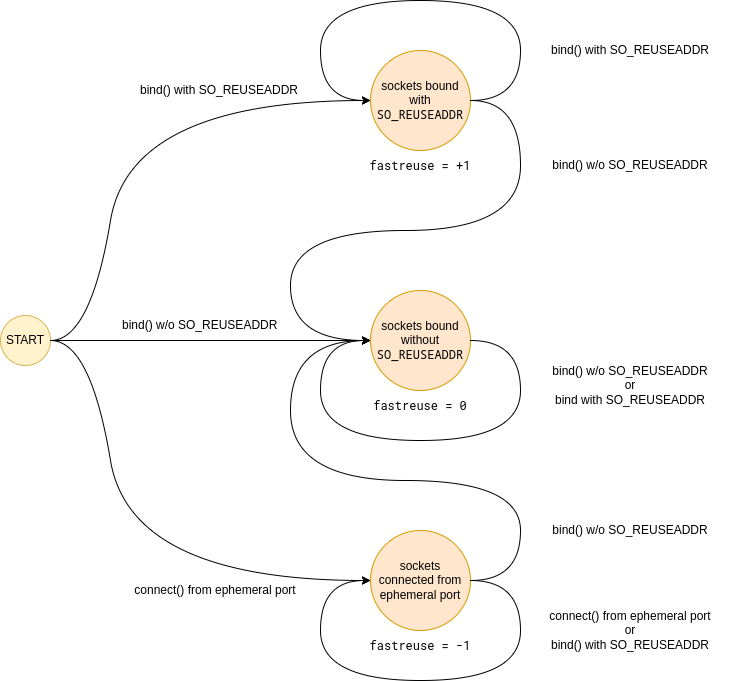 bind() with SO_REUSEADDR
sockets bound
with
SO_REUSEADDR
bind() with SO_REUSEADDR
fastreuse = +1
bind() w/o SO_REUSEADDR
START
bind() w/o SO_REUSEADDR
sockets bound
without
SO_REUSEADDR
fastreuse = 0
bind() w/o SO_REUSEADDR
or
bind with SO_REUSEADDR
bind() w/o SO_REUSEADDR
connect() from ephemeral port
sockets
connected from
ephemeral port
fastreuse = -1
connect() from ephemeral port
or
bind() with SO_REUSEADDR